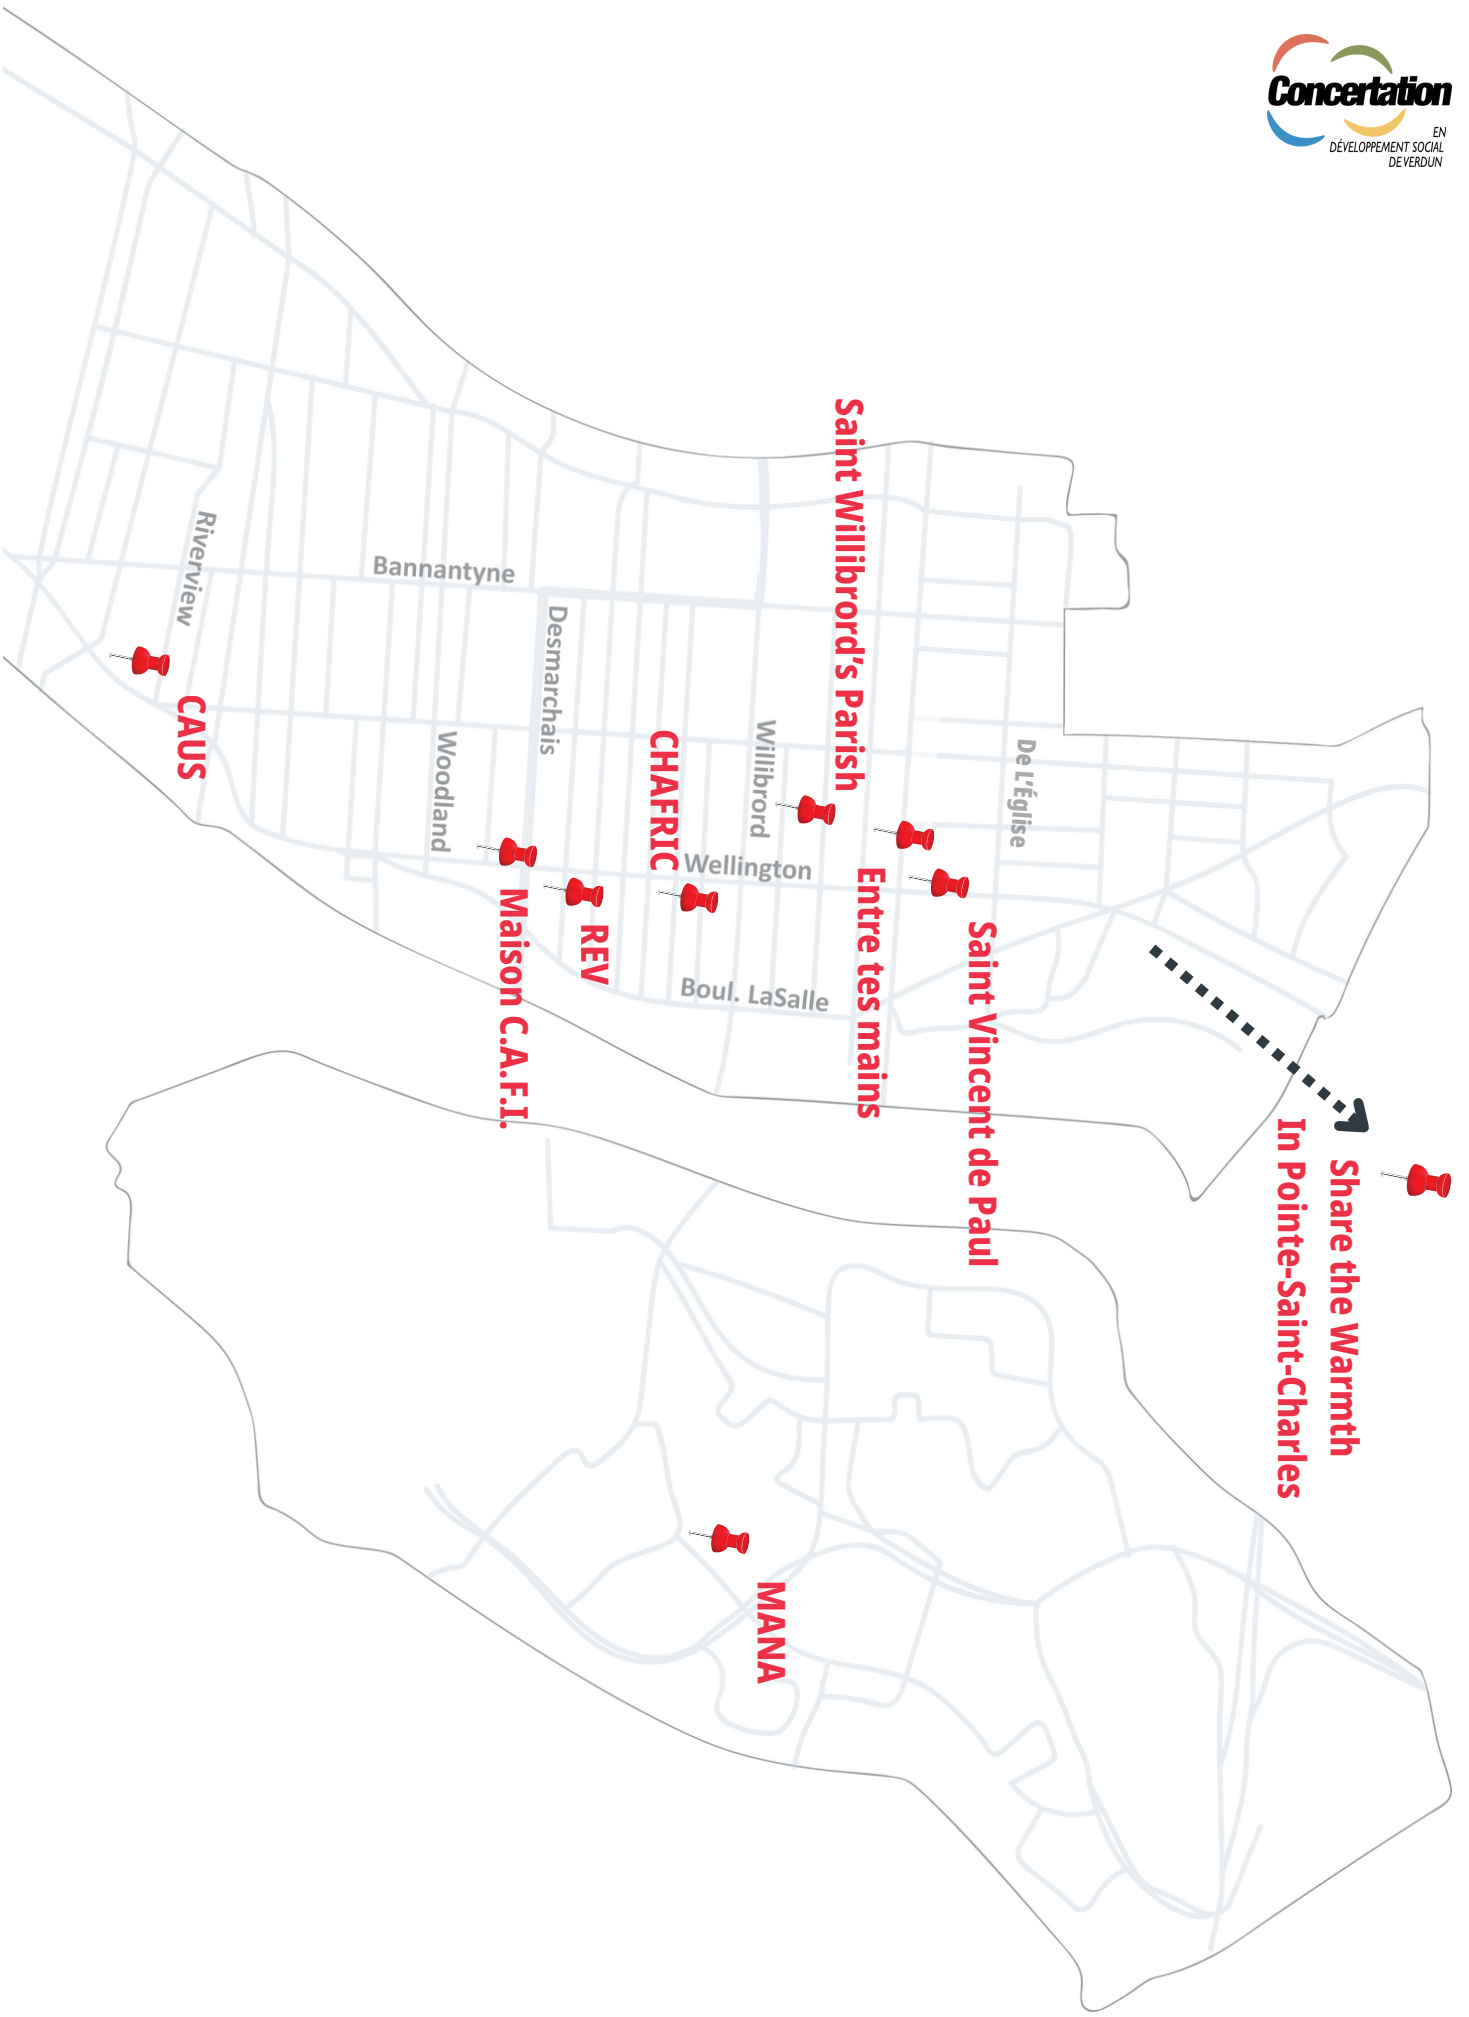 Concertation
EN
DÉVELOPPEMENT SOCIAL
DE VERDUN
Saint Willibrord's Parish
Riverview
Bannantyne
Desmarchais
CAUS
Woodland
CHAFRIC
Willibrord
De L'Église
Wellington
Entre tes mains
Maison C.A.F.I.
REV
Saint Vincent de Paul
Boul. LaSalle
Share the Warmth
In Pointe-Saint-Charles
MANA